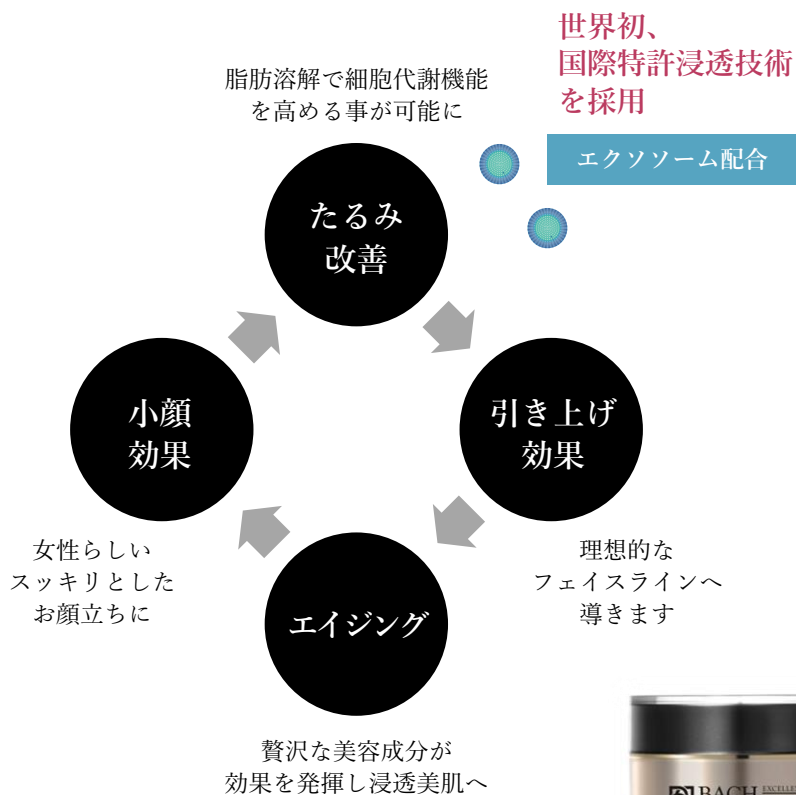 世界初、
国際特許浸透技術
を採用
エクソソーム配合
脂肪溶解で細胞代謝機能
を高める事が可能に
たるみ
改善
引き上げ
効果
理想的な
フェイスラインへ
導きます
エイジング
贅沢な美容成分が
効果を発揮し浸透美肌へ
小顔
効果
女性らしい
スッキリとした
お顔立ちに
BACH